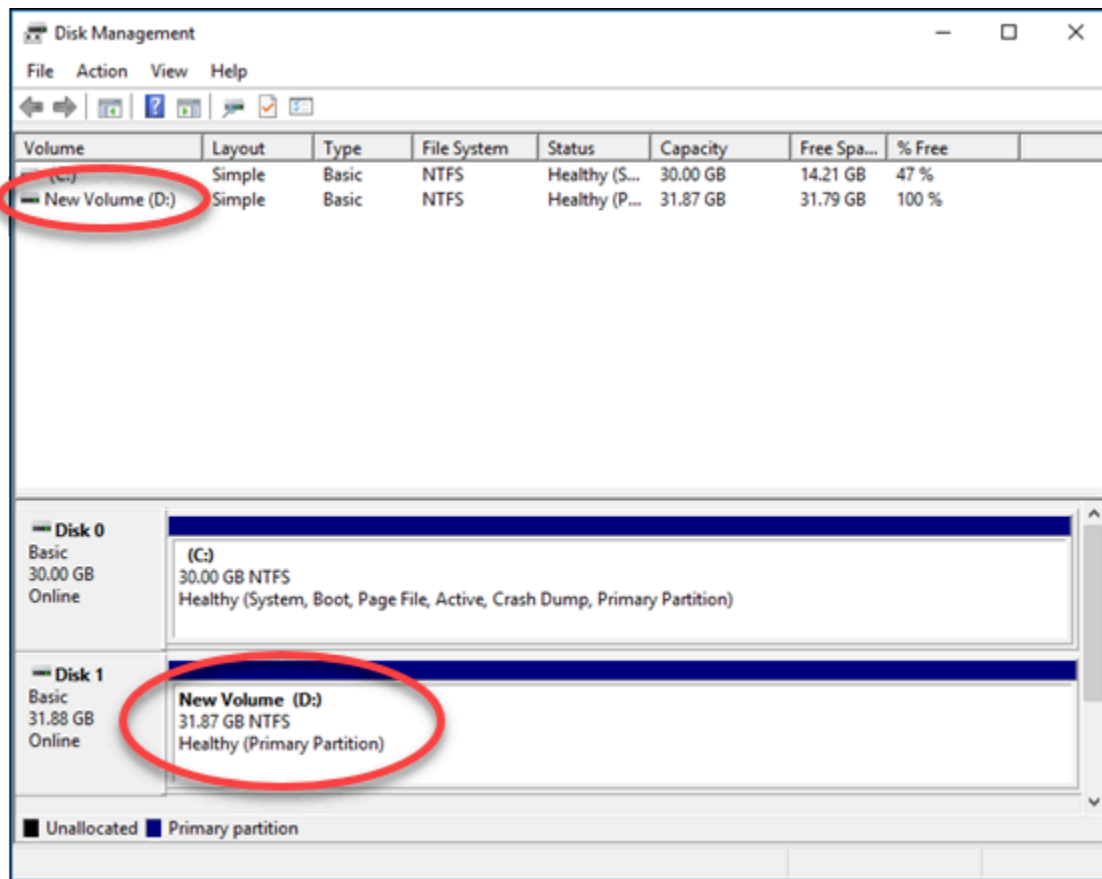 Disk Management
File Action View Help
Volume Layout Type File System Status Capacity Free Spa... % Free
(C:) Simple Basic NTFS Healthy (S... 30.00 GB 14.21 GB 47 %
New Volume (D:) Simple Basic NTFS Healthy (P... 31.87 GB 31.79 GB 100 %
Disk 0
Basic
30.00 GB
Online
(C:)
30.00 GB NTFS
Healthy (System, Boot, Page File, Active, Crash Dump, Primary Partition)
Disk 1
Basic
31.88 GB
Online
New Volume (D:)
31.87 GB NTFS
Healthy (Primary Partition)
Unallocated Primary partition